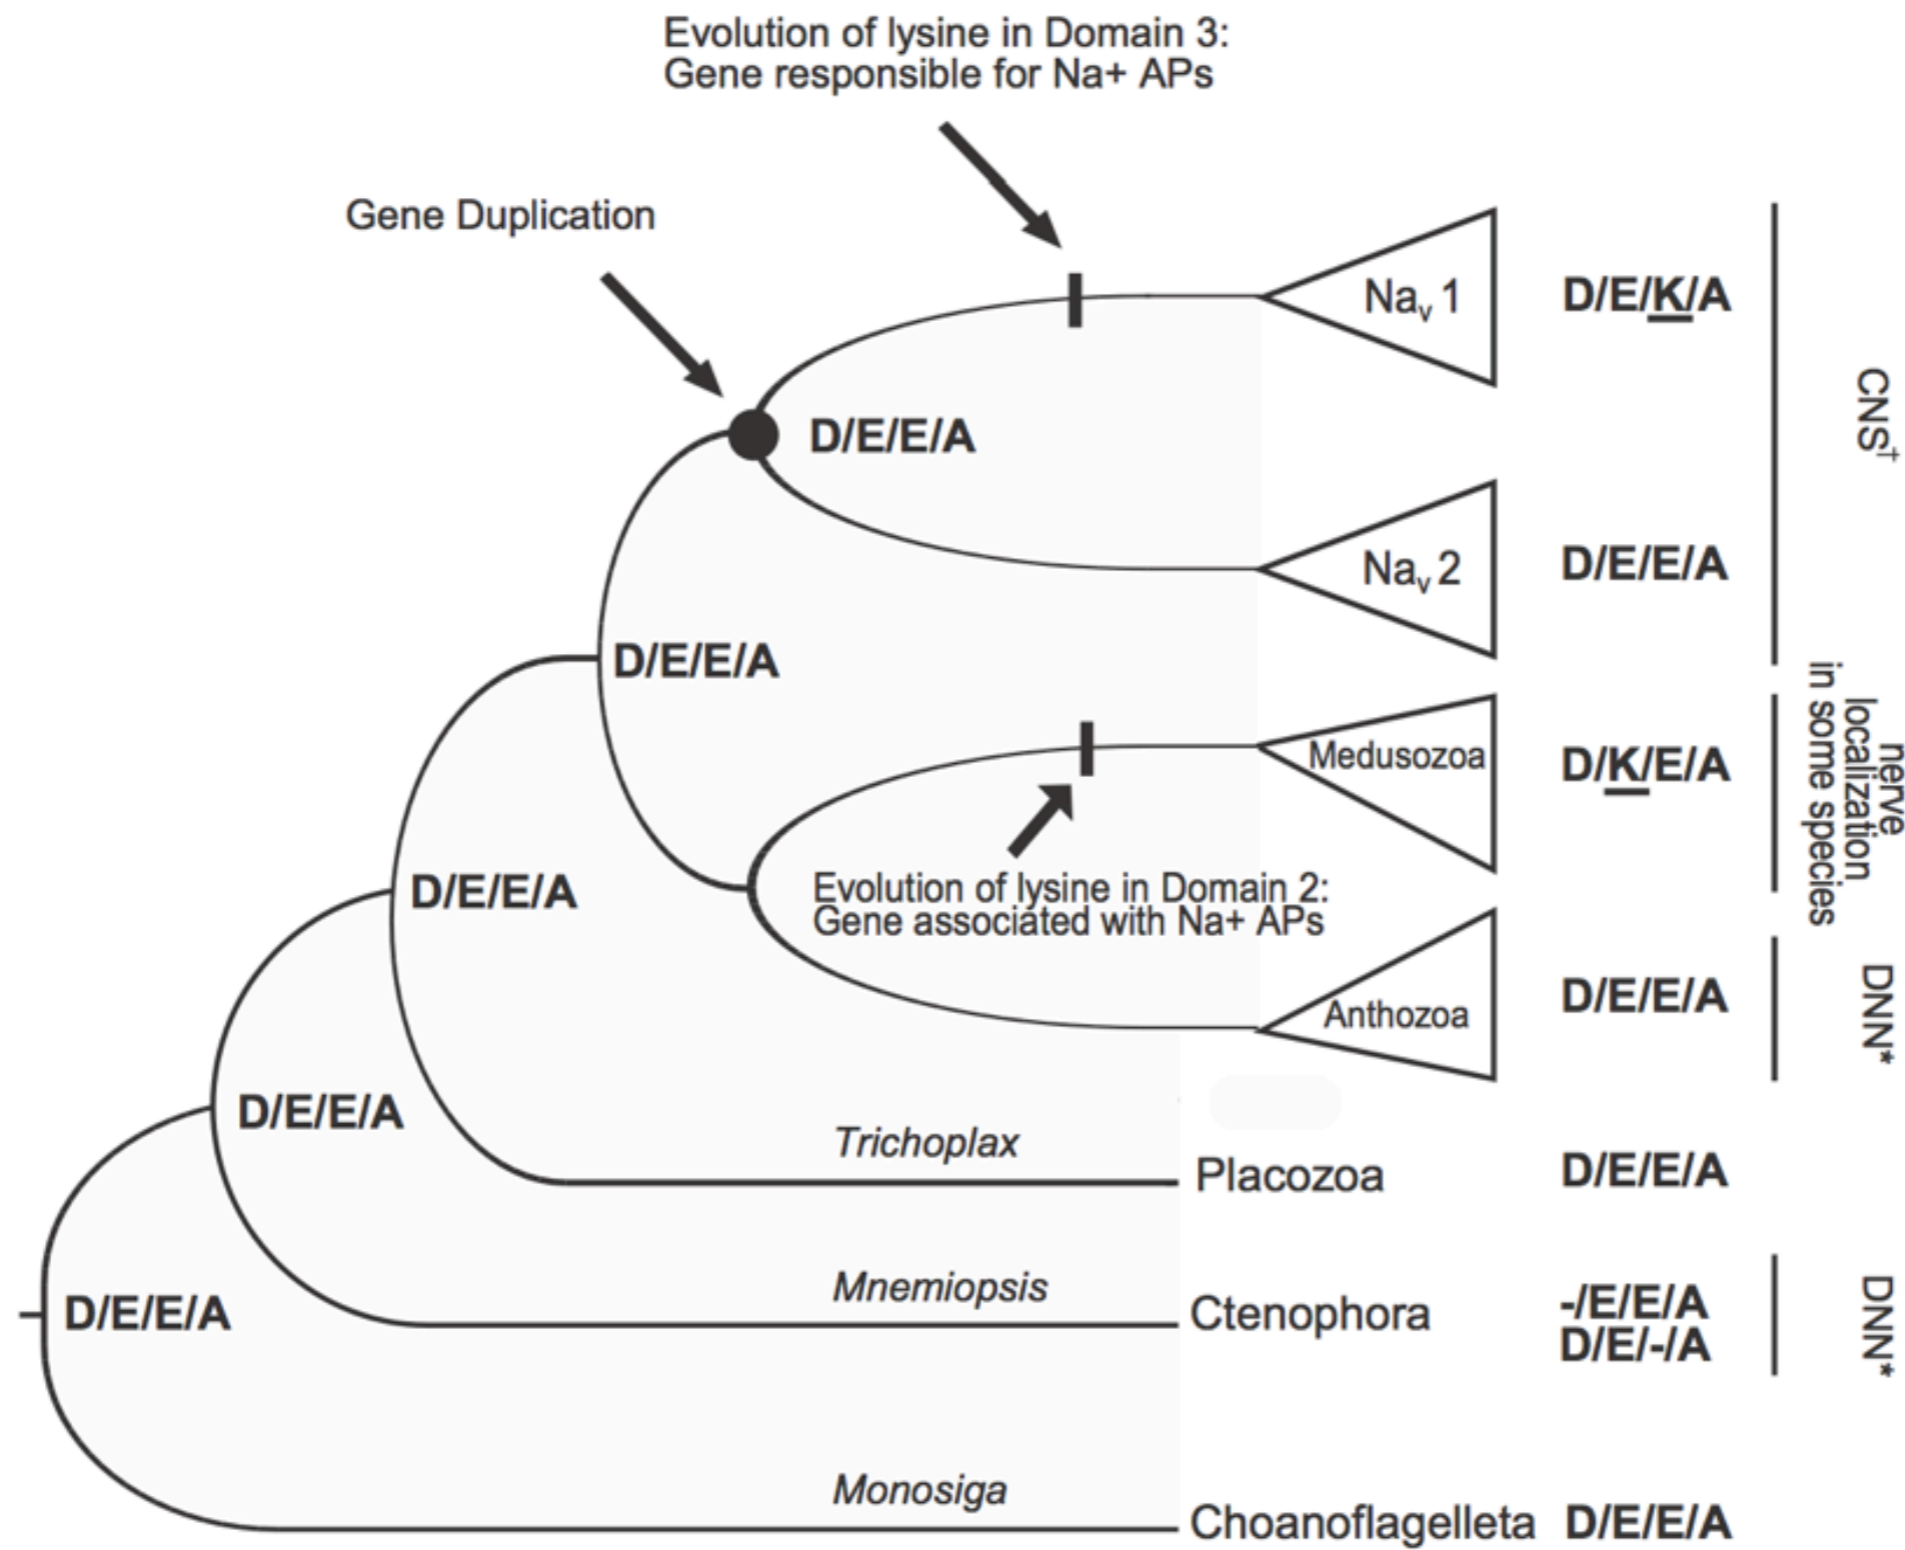 Evolution of lysine in Domain 3:
Gene responsible for Na+ APs
Gene Duplication
Nav 1
D/E/K/A
CNS†
D/E/E/A
Nav 2
D/E/E/A
D/E/E/A
Medusozoa
D/K/E/A
nerve
localization
in some species
Evolution of lysine in Domain 2:
Gene associated with Na+ APs
D/E/E/A
Anthozoa
D/E/E/A
DNN*
D/E/E/A
Trichoplax
Placozoa
D/E/E/A
Mnemiopsis
Ctenophora
-/E/E/A
D/E/-/A
DNN*
D/E/E/A
Monosiga
Choanoflagelleta
D/E/E/A